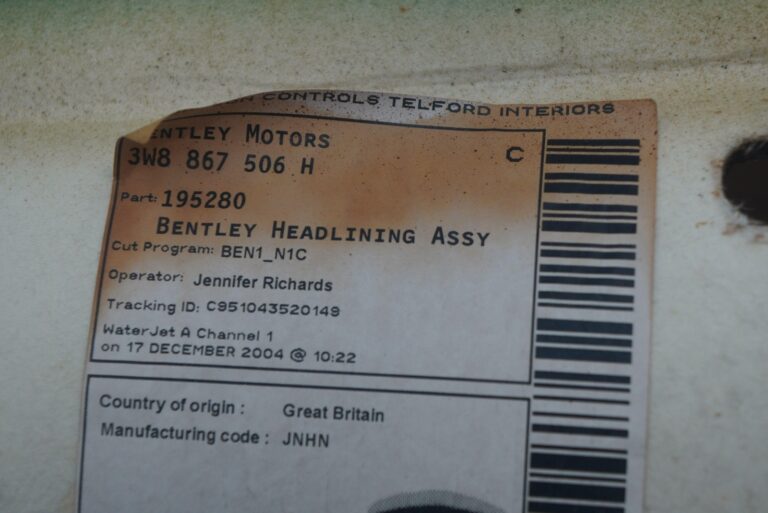 CONTROLS TELFORD INTERIORS
ENTLEY MOTORS
3W8 867 506 H
C
Part: 195280
BENTLEY HEADLINING ASSY
Cut Program: BEN1_N1C
Operator: Jennifer Richards
Tracking ID: C951043520149
WaterJet A Channel 1
on 17 DECEMBER 2004 @ 10:22
Country of origin : Great Britain
Manufacturing code : JNHN